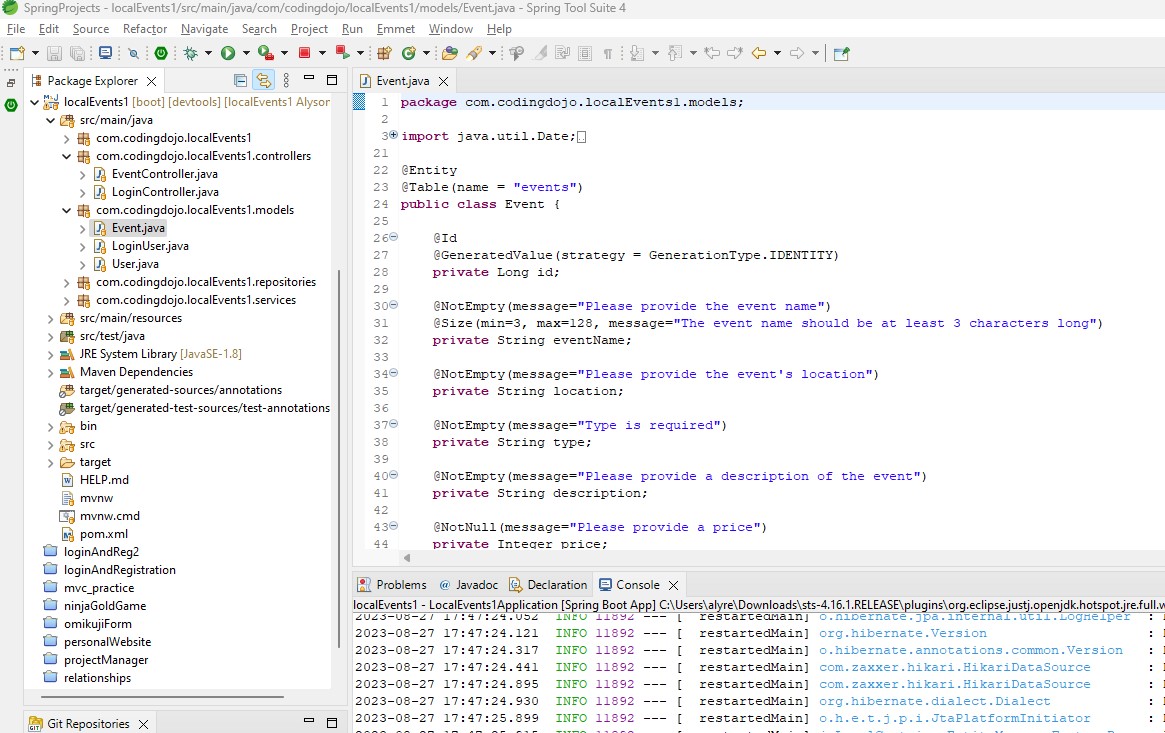 SpringProjects - localEvents1/src/main/java/com/codingdojo/localEvents1/models/Event.java - Spring Tool Suite 4
File Edit Source Refactor Navigate Search Project Run Emmet Window Help
Package Explorer
localEvents1 [boot] [devtools] [localEvents1 Alyson
src/main/java
com.codingdojo.localEvents1
com.codingdojo.localEvents1.controllers
EventController.java
LoginController.java
com.codingdojo.localEvents1.models
Event.java
LoginUser.java
User.java
com.codingdojo.localEvents1.repositories
com.codingdojo.localEvents1.services
src/main/resources
src/test/java
JRE System Library [JavaSE-1.8]
Maven Dependencies
target/generated-sources/annotations
target/generated-test-sources/test-annotations
bin
src
target
HELP.md
mvnw
mvnw.cmd
pom.xml
loginAndReg2
loginAndRegistration
mvc_practice
ninjaGoldGame
omikujiForm
personalWebsite
projectManager
relationships
Git Repositories
Event.java
1 package com.codingdojo.localEvents1.models;
2
3 import java.util.Date;
21
22 @Entity
23 @Table(name = "events")
24 public class Event {
25
26 @Id
27 @GeneratedValue(strategy = GenerationType.IDENTITY)
28 private Long id;
29
30 @NotEmpty(message="Please provide the event name")
31 @Size(min=3, max=128, message="The event name should be at least 3 characters long")
32 private String eventName;
33
34 @NotEmpty(message="Please provide the event's location")
35 private String location;
36
37 @NotEmpty(message="Type is required")
38 private String type;
39
40 @NotEmpty(message="Please provide a description of the event")
41 private String description;
42
43 @NotNull(message="Please provide a price")
44 private Integer price;
Problems Javadoc Declaration Console
localEvents1 - LocalEvents1Application [Spring Boot App] C:\Users\alyre\Downloads\sts-4.16.1.RELEASE\plugins\org.eclipse.justj.openjdk.hotspot.jre.full.w
2023-08-27 17:47:24.052 INFO 11892 --- [ restartedMain] o.hibernate.jpa.internal.util.LogHelper :
2023-08-27 17:47:24.121 INFO 11892 --- [ restartedMain] org.hibernate.Version :
2023-08-27 17:47:24.317 INFO 11892 --- [ restartedMain] o.hibernate.annotations.common.Version :
2023-08-27 17:47:24.441 INFO 11892 --- [ restartedMain] com.zaxxer.hikari.HikariDataSource :
2023-08-27 17:47:24.895 INFO 11892 --- [ restartedMain] com.zaxxer.hikari.HikariDataSource :
2023-08-27 17:47:24.930 INFO 11892 --- [ restartedMain] org.hibernate.dialect.Dialect :
2023-08-27 17:47:25.899 INFO 11892 --- [ restartedMain] o.h.e.t.j.p.i.JtaPlatformInitiator :